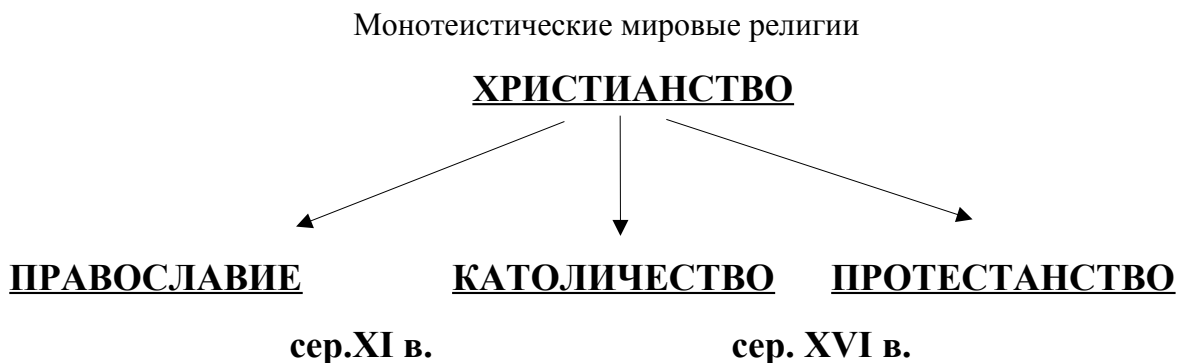 Монотеистические мировые религии
ХРИСТИАНСТВО
ПРАВОСЛАВИЕ КАТОЛИЧЕСТВО ПРОТЕСТАНСТВО
сер.XI в. сер. XVI в.